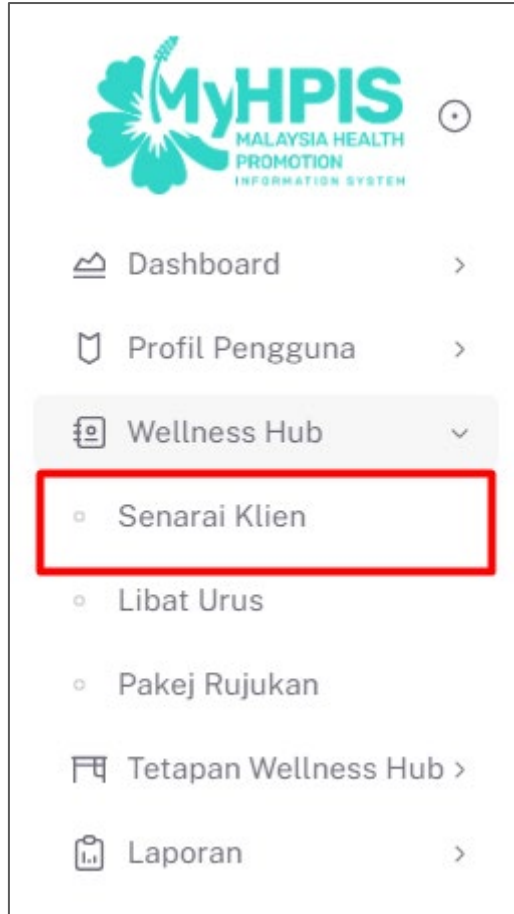 MyHPIS
MALAYSIA HEALTH
PROMOTION
INFORMATION SYSTEM
Dashboard
Profil Pengguna
Wellness Hub
Senarai Klien
Libat Urus
Pakej Rujukan
Tetapan Wellness Hub
Laporan